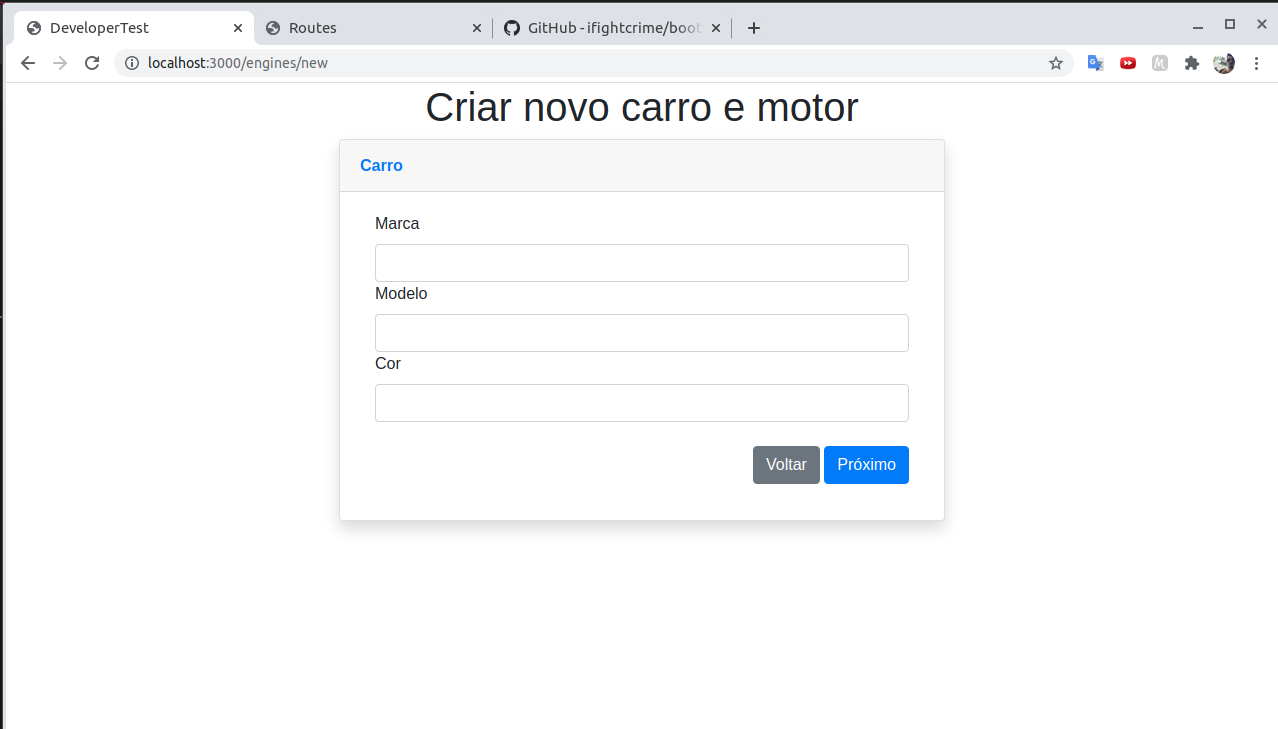 DeveloperTest
Routes
GitHub - ifightcrime/boot
localhost:3000/engines/new
Criar novo carro e motor
Carro
Marca
Modelo
Cor
Voltar Próximo